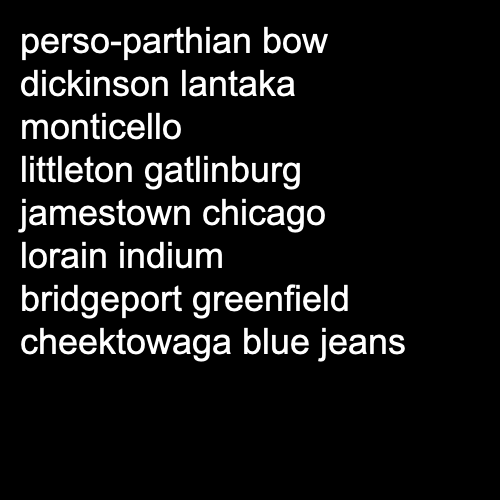 perso-parthian bow
dickinson lantaka
monticello
littleton gatlinburg
jamestown chicago
lorain indium
bridgeport greenfield
cheektowaga blue jeans